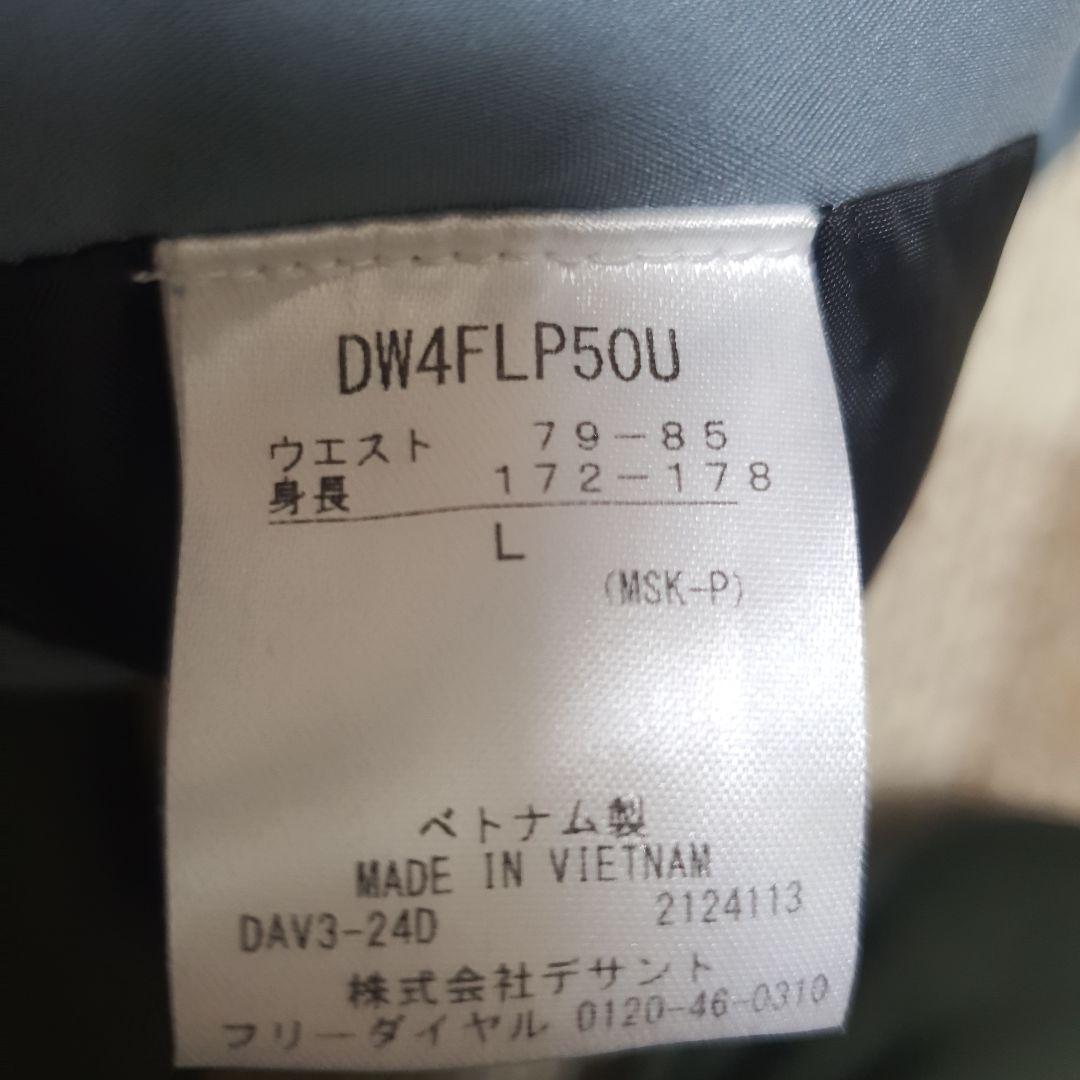 DW4FLP50U
ウエスト 79-85
身長 172-178
L
(MSK-P)
ベトナム製
MADE IN VIETNAM
DAV3-24D 2124113
株式会社デサント
フリーダイヤル 0120-46-0310